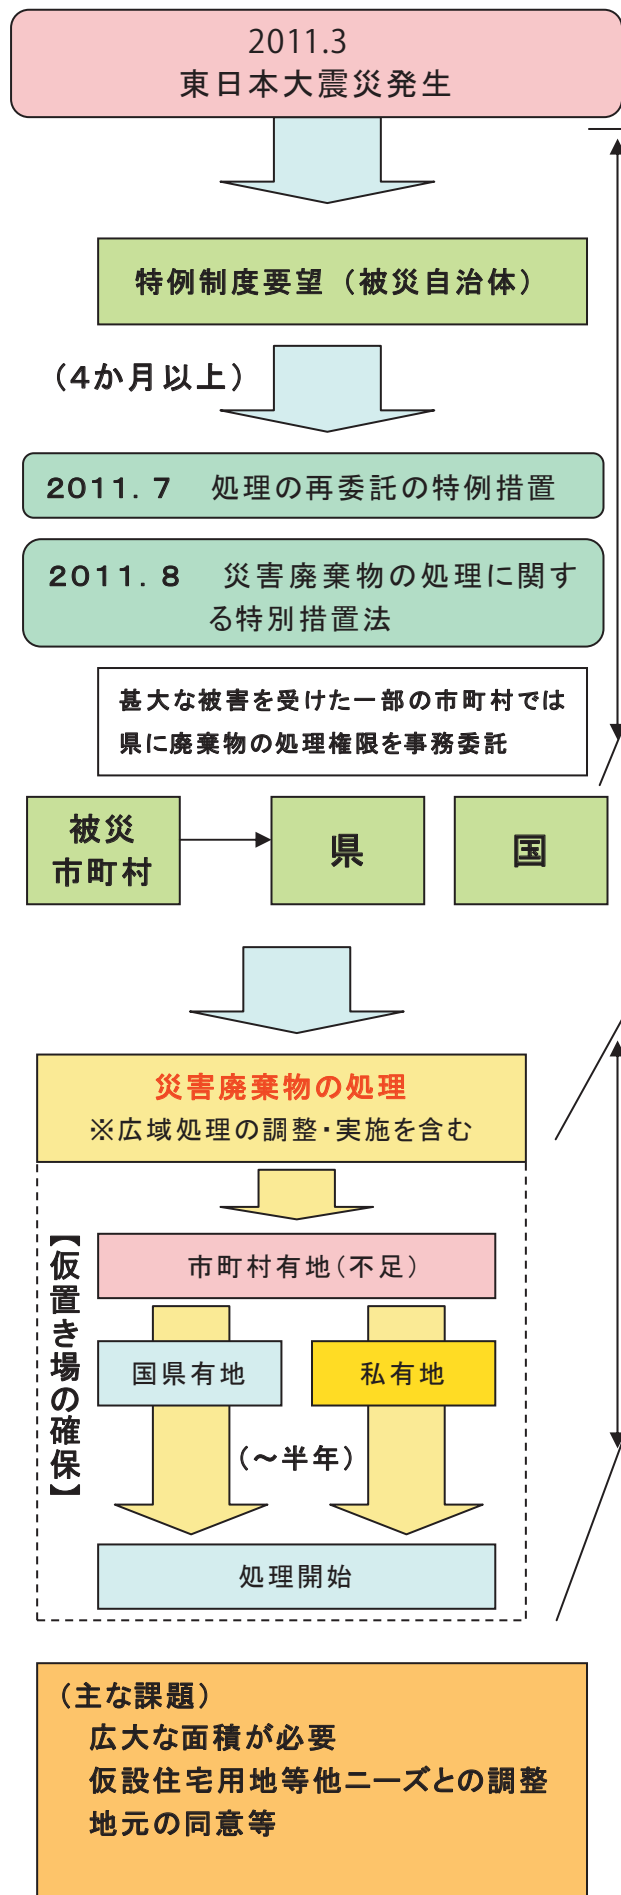 2011.3
東日本大震災発生
特例制度要望（被災自治体）
（4か月以上）
2011．7　処理の再委託の特例措置
2011．8　災害廃棄物の処理に関す
る特別措置法
甚大な被害を受けた一部の市町村では
県に廃棄物の処理権限を事務委託
被災
市町村
県
国
災害廃棄物の処理
※広域処理の調整・実施を含む
【仮置き場の確保】
市町村有地（不足）
国県有地
私有地
（～半年）
処理開始
（主な課題）
広大な面積が必要
仮設住宅用地等他ニーズとの調整
地元の同意等